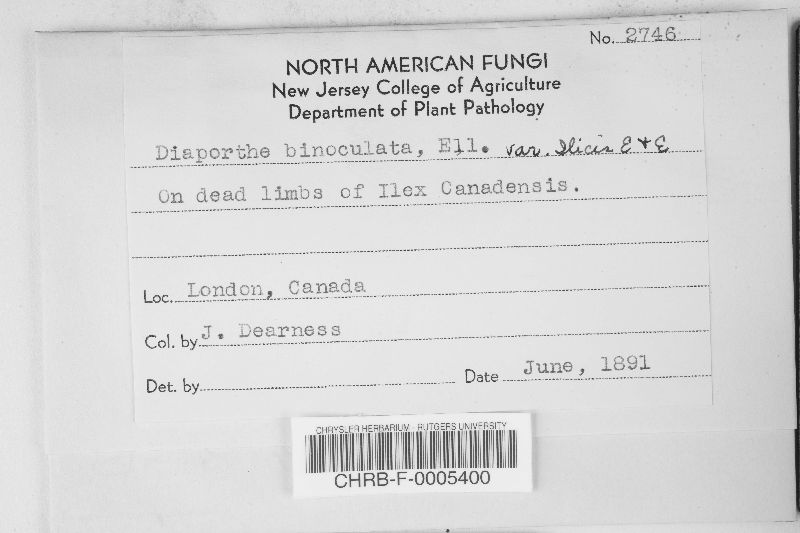 No. 2746
NORTH AMERICAN FUNGI
New Jersey College of Agriculture
Department of Plant Pathology
Diaporthe binoculata, Ell. var. Ilicis E & E
On dead limbs of Ilex Canadensis.
Loc. London, Canada
Col. by J. Dearness
Det. by
Date June, 1891
CHRYSLER HERBARIUM - RUTGERS UNIVERSITY
CHRB-F-0005400